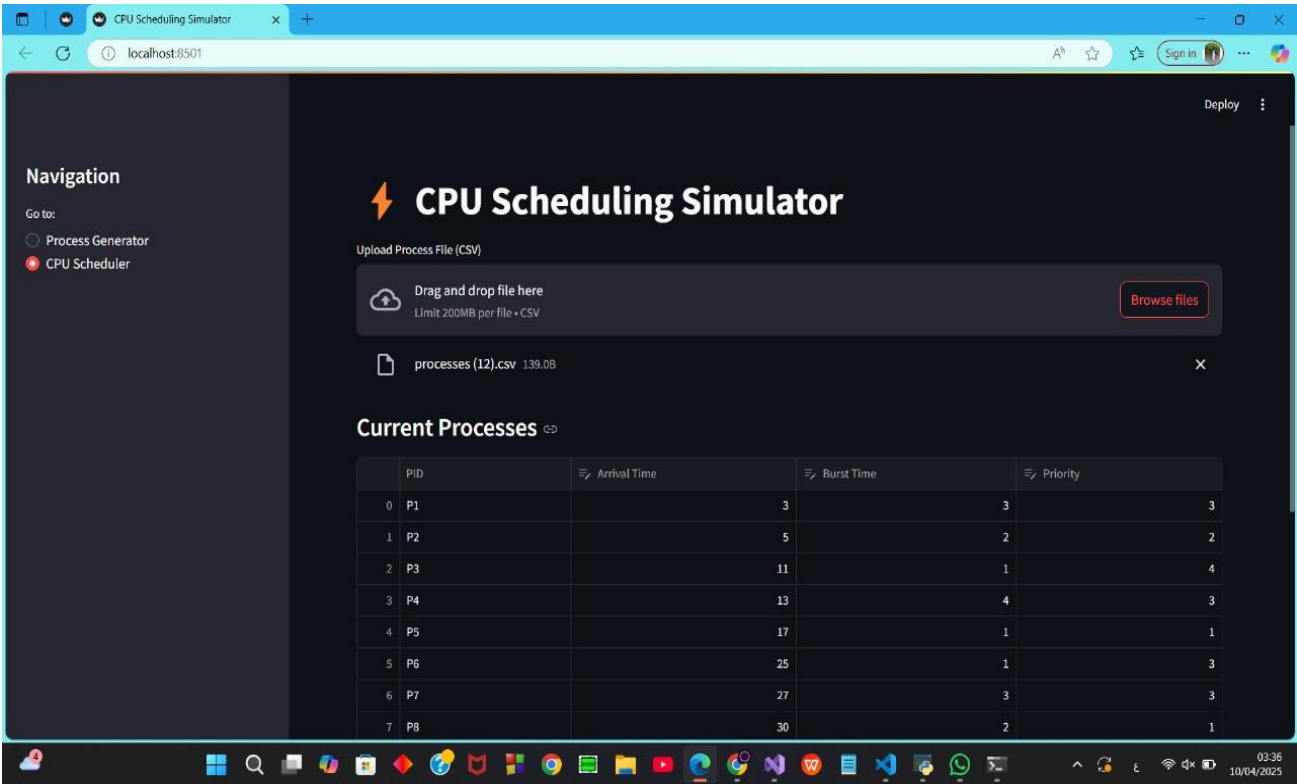 CPU Scheduling Simulator
localhost:8501
Sign in
Deploy
Navigation
Go to:
Process Generator
CPU Scheduler
CPU Scheduling Simulator
Upload Process File (CSV)
Drag and drop file here
Limit 200MB per file • CSV
Browse files
processes (12).csv 139.0B
Current Processes
PID Arrival Time Burst Time Priority
0 P1 3 3 3
1 P2 5 2 2
2 P3 11 1 4
3 P4 13 4 3
4 P5 17 1 1
5 P6 25 1 3
6 P7 27 3 3
7 P8 30 2 1
4
ع
03:36
10/04/2025